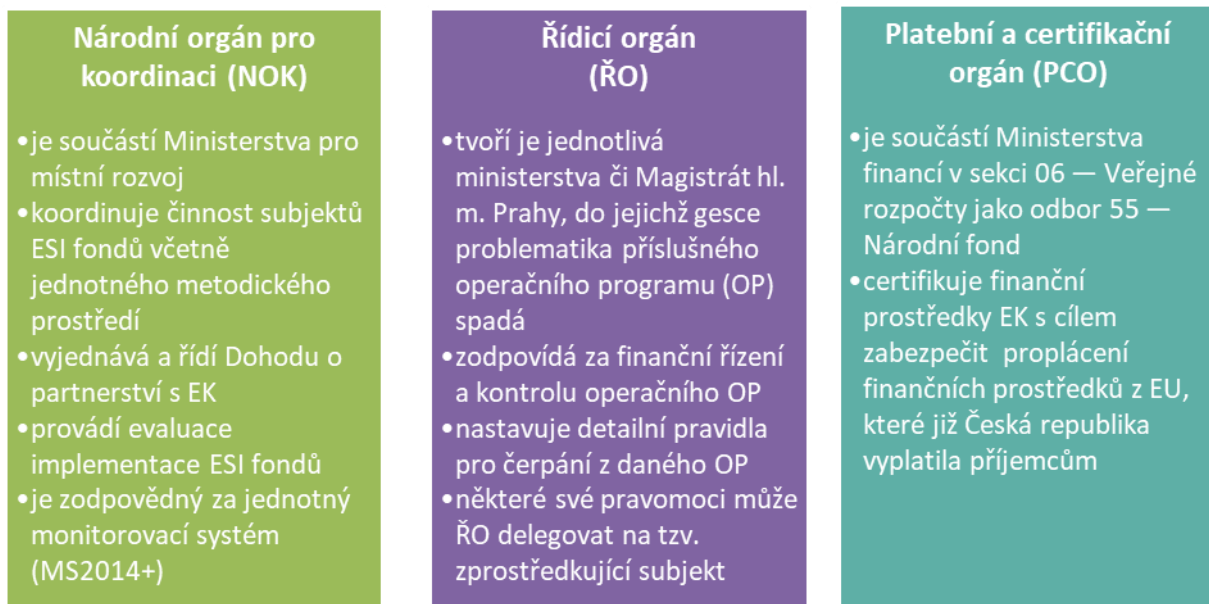 Národní orgán pro
koordinaci (NOK)
•je součástí Ministerstva pro
místní rozvoj
•koordinuje činnost subjektů
ESI fondů včetně
jednotného metodického
prostředí
•vyjednává a řídí Dohodu o
partnerství s EK
•provádí evaluace
implementace ESI fondů
•je zodpovědný za jednotný
monitorovací systém
(MS2014+)
Řídicí orgán
(ŘO)
•tvoří je jednotlivá
ministerstva či Magistrát hl.
m. Prahy, do jejichž gesce
problematika příslušného
operačního programu (OP)
spadá
•zodpovídá za finanční řízení
a kontrolu operačního OP
•nastavuje detailní pravidla
pro čerpání z daného OP
•některé své pravomoci může
ŘO delegovat na tzv.
zprostředkující subjekt
Platební a certifikační
orgán (PCO)
•je součástí Ministerstva
financí v sekci 06 — Veřejné
rozpočty jako odbor 55 —
Národní fond
•certifikuje finanční
prostředky EK s cílem
zabezpečit  proplácení
finančních prostředků z EU,
které již Česká republika
vyplatila příjemcům